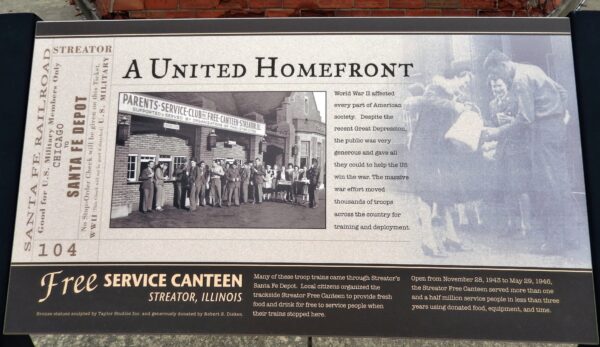 SANTA FE RAILROAD
Good for U.S. Military Members Only
STREATOR
CHICAGO
TO
SANTA FE DEPOT
No Stop-Order Check will be given on this Ticket.
WWII
U.S. MILITARY
104
A UNITED HOMEFRONT
PARENTS-SERVICE-CLUB FREE-CANTEEN-STREATOR, ILL.
World War II affected
every part of American
society. Despite the
recent Great Depression,
the public was very
generous and gave all
they could to help the US
win the war. The massive
war effort moved
thousands of troops
across the country for
training and deployment.
Free SERVICE CANTEEN
STREATOR, ILLINOIS
Bronze statues sculpted by Taylor Studios Inc. and generously donated by Robert E. Dicken.
Many of these troop trains came through Streator's
Santa Fe Depot. Local citizens organized the
trackside Streator Free Canteen to provide fresh
food and drink for free to service people when
their trains stopped here.
Open from November 28, 1943 to May 29, 1946,
the Streator Free Canteen served more than one
and a half million service people in less than three
years using donated food, equipment, and time.